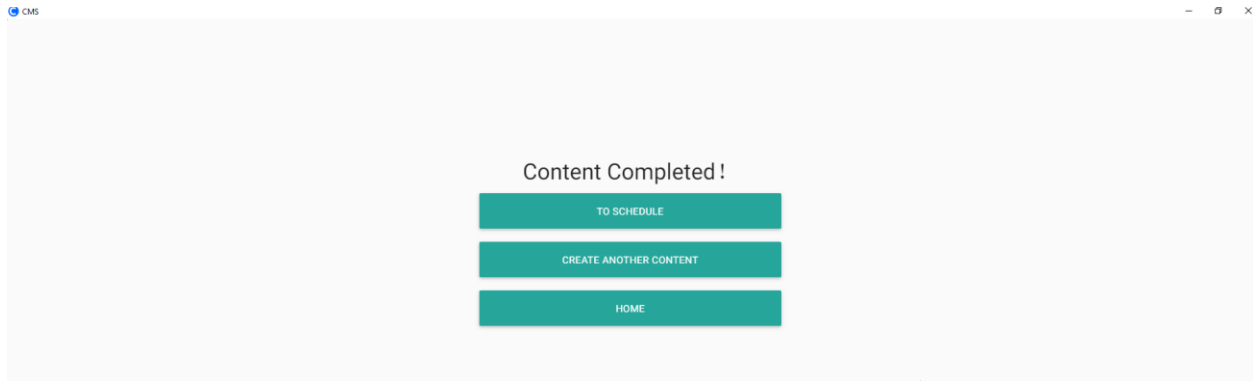 CMS
Content Completed！
TO SCHEDULE
CREATE ANOTHER CONTENT
HOME